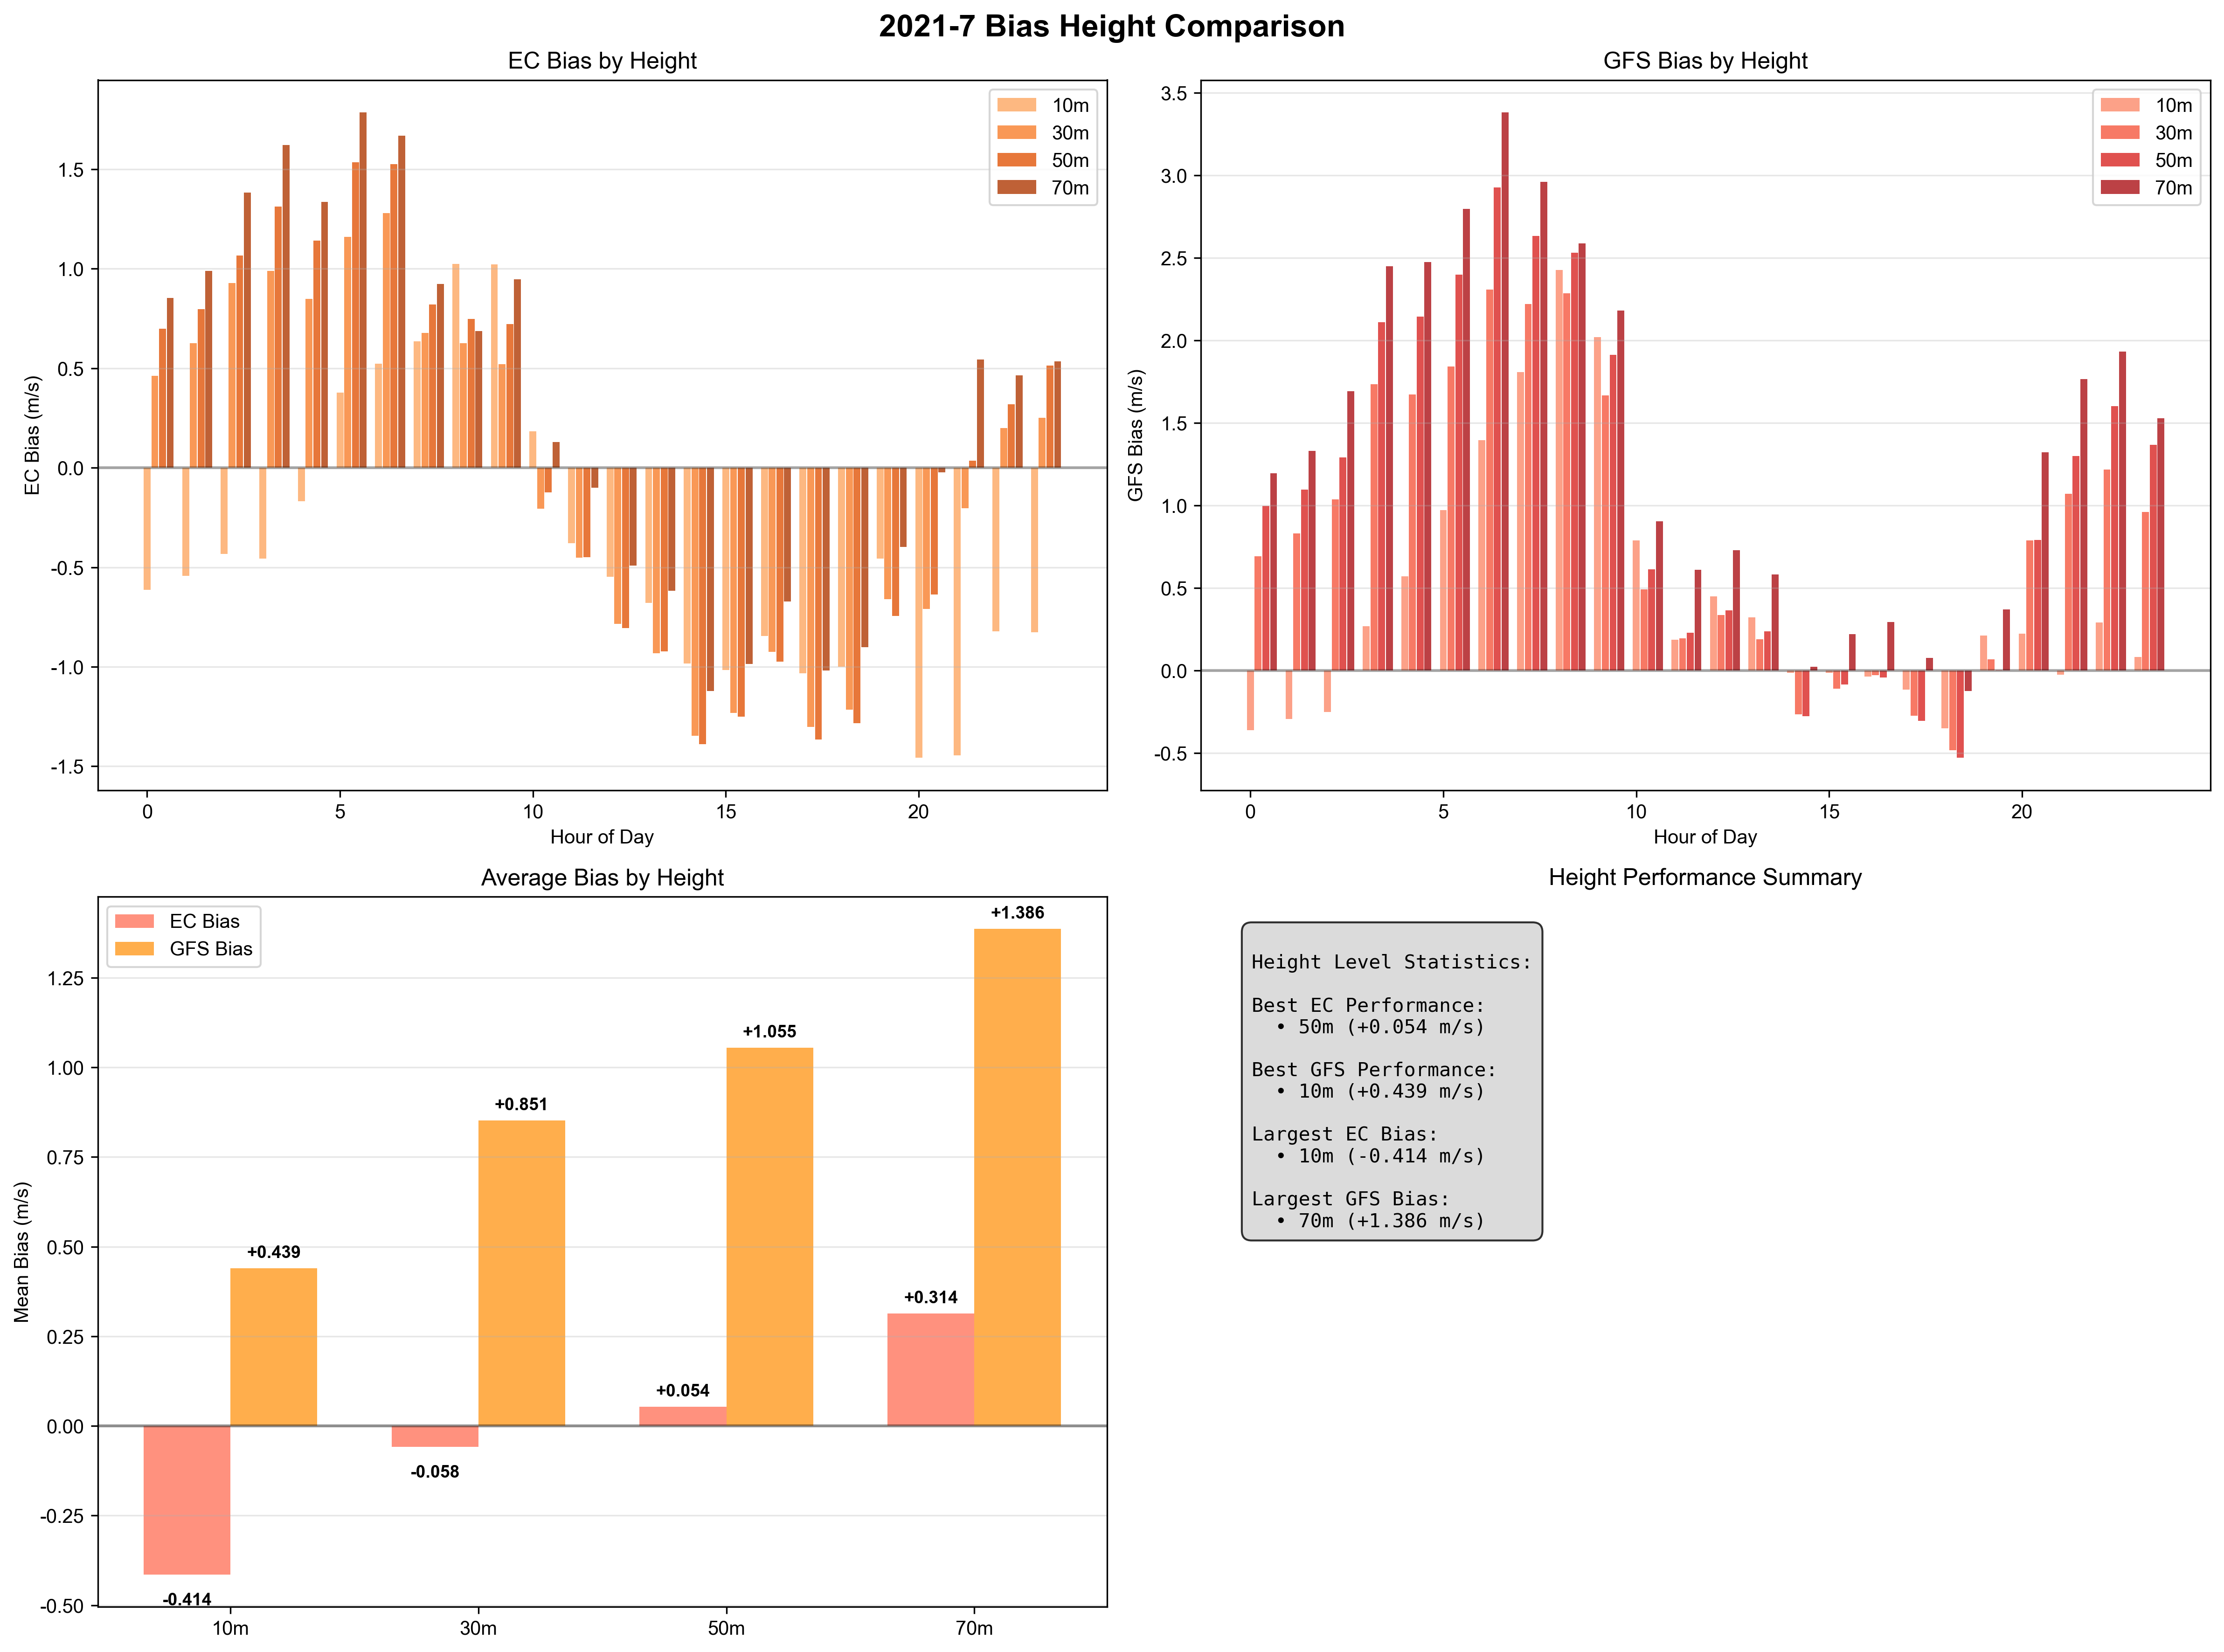 2021-7 Bias Height Comparison
EC Bias by Height
EC Bias (m/s)
1.5
1.0
0.5
0.0
-0.5
-1.0
-1.5
0 5 10 15 20
Hour of Day
10m
30m
50m
70m
GFS Bias by Height
GFS Bias (m/s)
3.5
3.0
2.5
2.0
1.5
1.0
0.5
0.0
-0.5
0 5 10 15 20
Hour of Day
10m
30m
50m
70m
Average Bias by Height
EC Bias
GFS Bias
Mean Bias (m/s)
1.25
1.00
0.75
0.50
0.25
0.00
-0.25
-0.50
-0.414
+0.439
-0.058
+0.851
+0.054
+1.055
+0.314
+1.386
10m 30m 50m 70m
Height Performance Summary
Height Level Statistics:
Best EC Performance:
• 50m (+0.054 m/s)
Best GFS Performance:
• 10m (+0.439 m/s)
Largest EC Bias:
• 10m (-0.414 m/s)
Largest GFS Bias:
• 70m (+1.386 m/s)